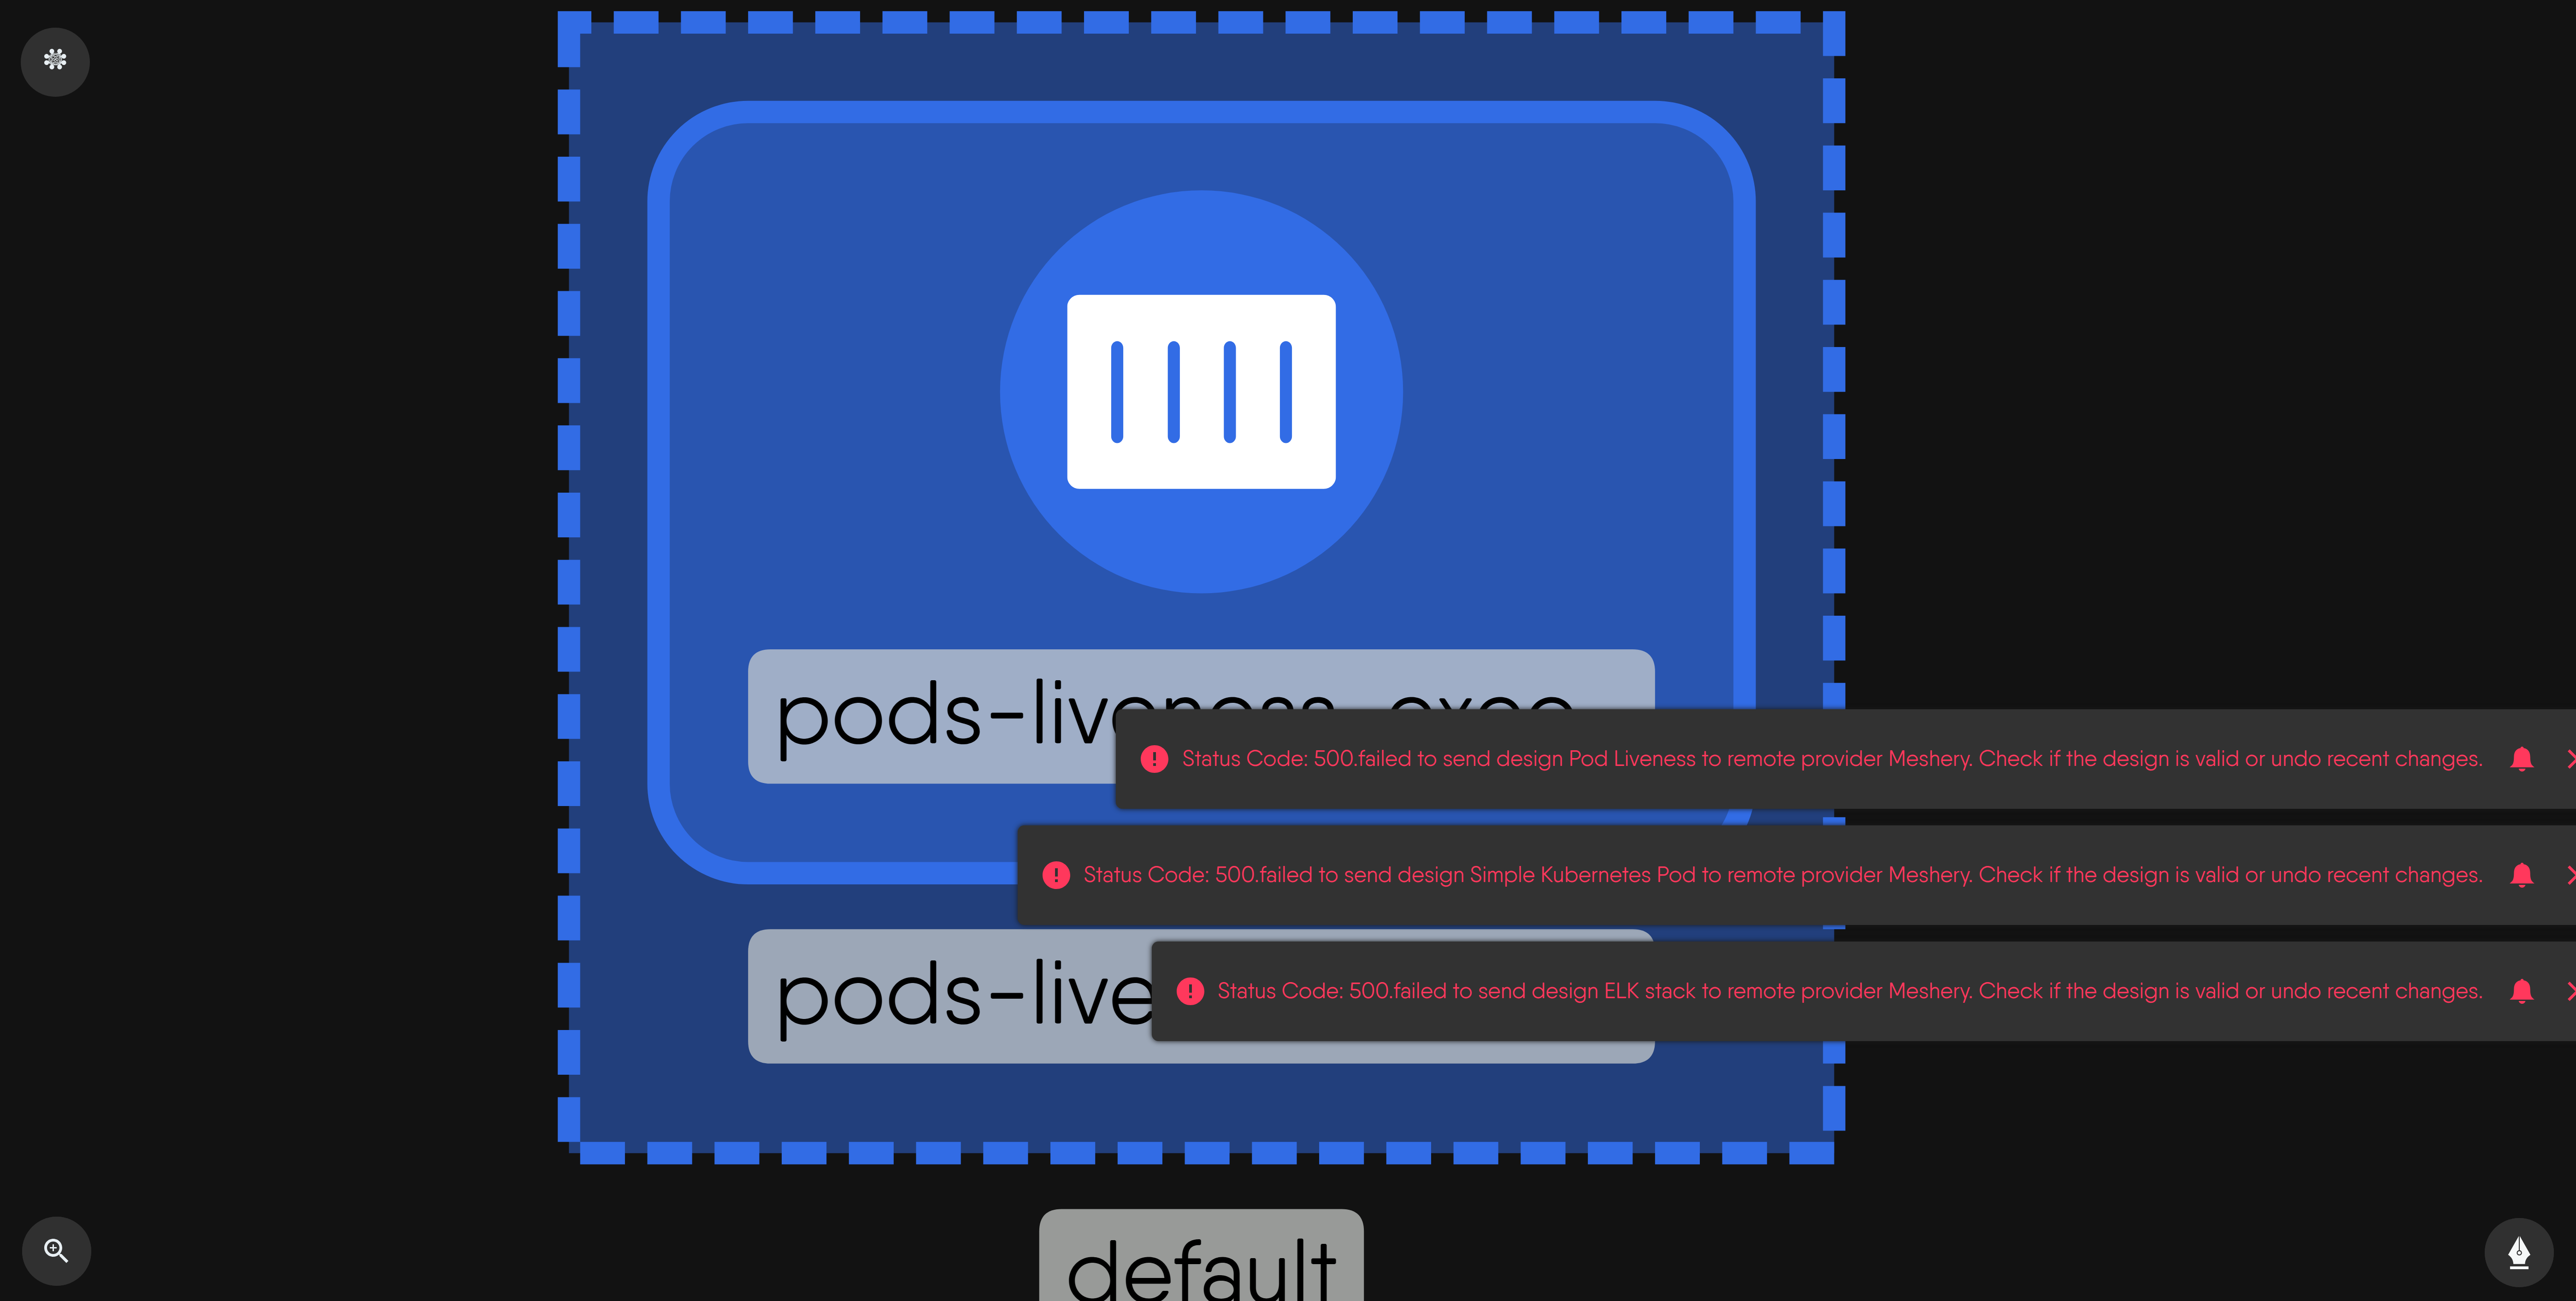 pods-liveness-exec
Status Code: 500.failed to send design Pod Liveness to remote provider Meshery. Check if the design is valid or undo recent changes.
Status Code: 500.failed to send design Simple Kubernetes Pod to remote provider Meshery. Check if the design is valid or undo recent changes.
pods-live
Status Code: 500.failed to send design ELK stack to remote provider Meshery. Check if the design is valid or undo recent changes.
default